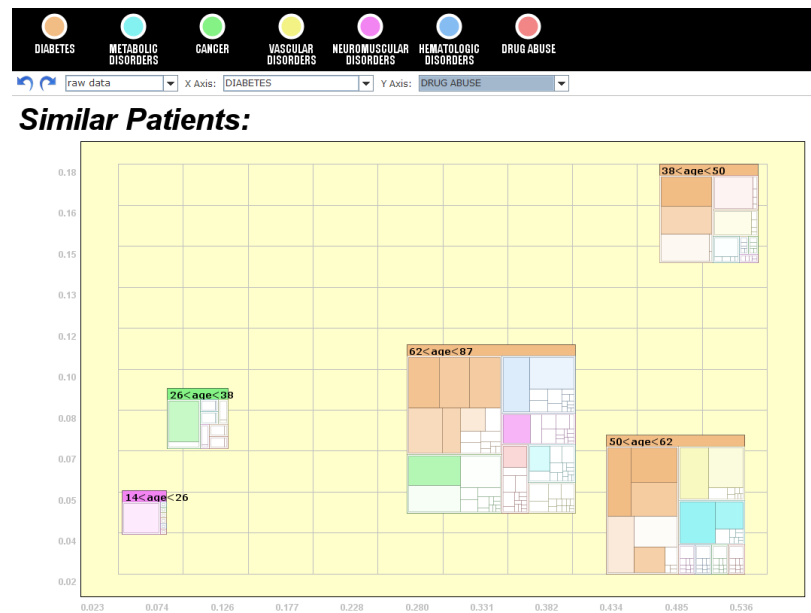 DIABETES
METABOLIC
DISORDERS
CANCER
VASCULAR
DISORDERS
NEUROMUSCULAR
DISORDERS
HEMATOLOGIC
DISORDERS
DRUG ABUSE
raw data X Axis: DIABETES Y Axis: DRUG ABUSE
Similar Patients:
0.18
38<age<50
0.16
0.15
0.13
0.12
62<age<87
0.10
26<age<38
0.08
50<age<62
0.07
14<age<26
0.05
0.04
0.02
0.023 0.074 0.126 0.177 0.228 0.280 0.331 0.382 0.434 0.485 0.536